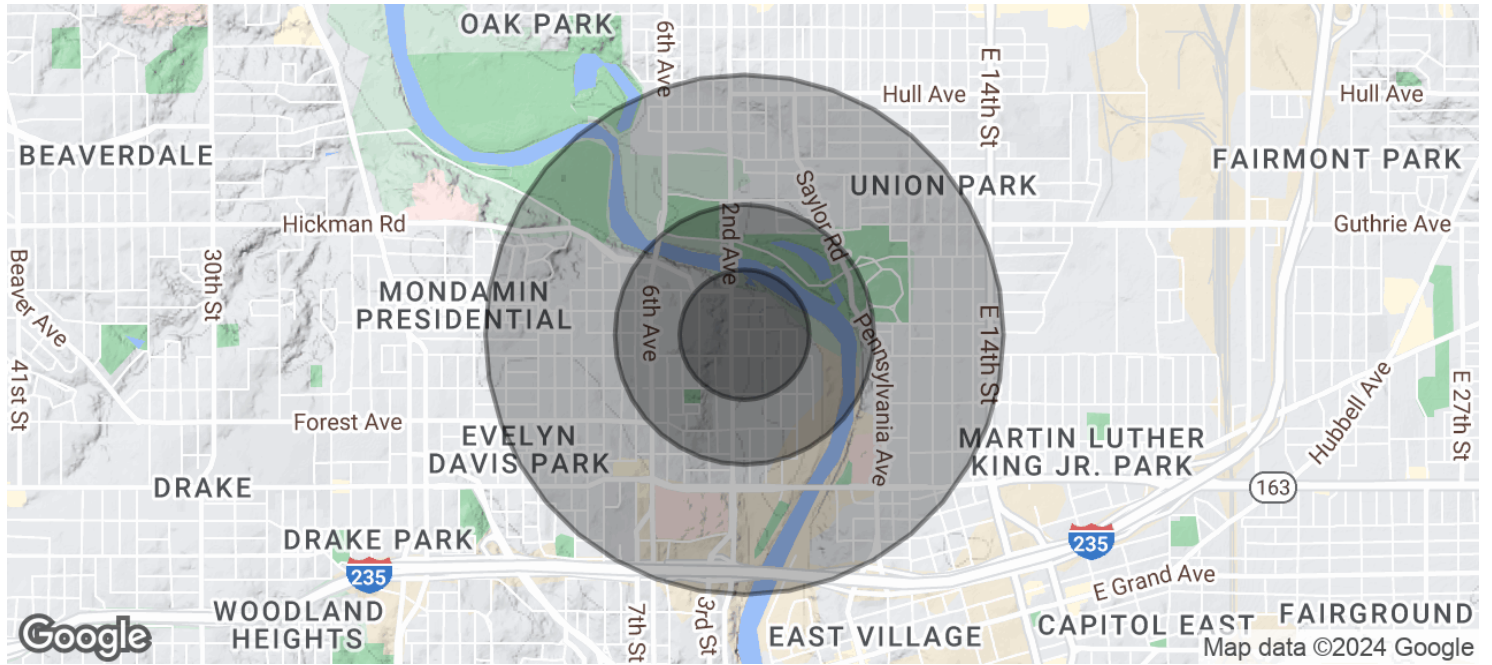 OAK PARK
6th Ave
E 14th St
Hull Ave
Hull Ave
BEAVERDALE
FAIRMONT PARK
Saylor Rd
UNION PARK
2nd Ave
Hickman Rd
Guthrie Ave
Beaver Ave
30th St
MONDAMIN
PRESIDENTIAL
6th Ave
Pennsylvania Ave
E 14th St
41st St
Hubbell Ave
E 27th St
Forest Ave
EVELYN
DAVIS PARK
MARTIN LUTHER
KING JR. PARK
DRAKE
163
DRAKE PARK
235
235
E Grand Ave
WOODLAND
HEIGHTS
7th St
3rd St
EAST VILLAGE
CAPITOL EAST
FAIRGROUND
Google
Map data ©2024 Google